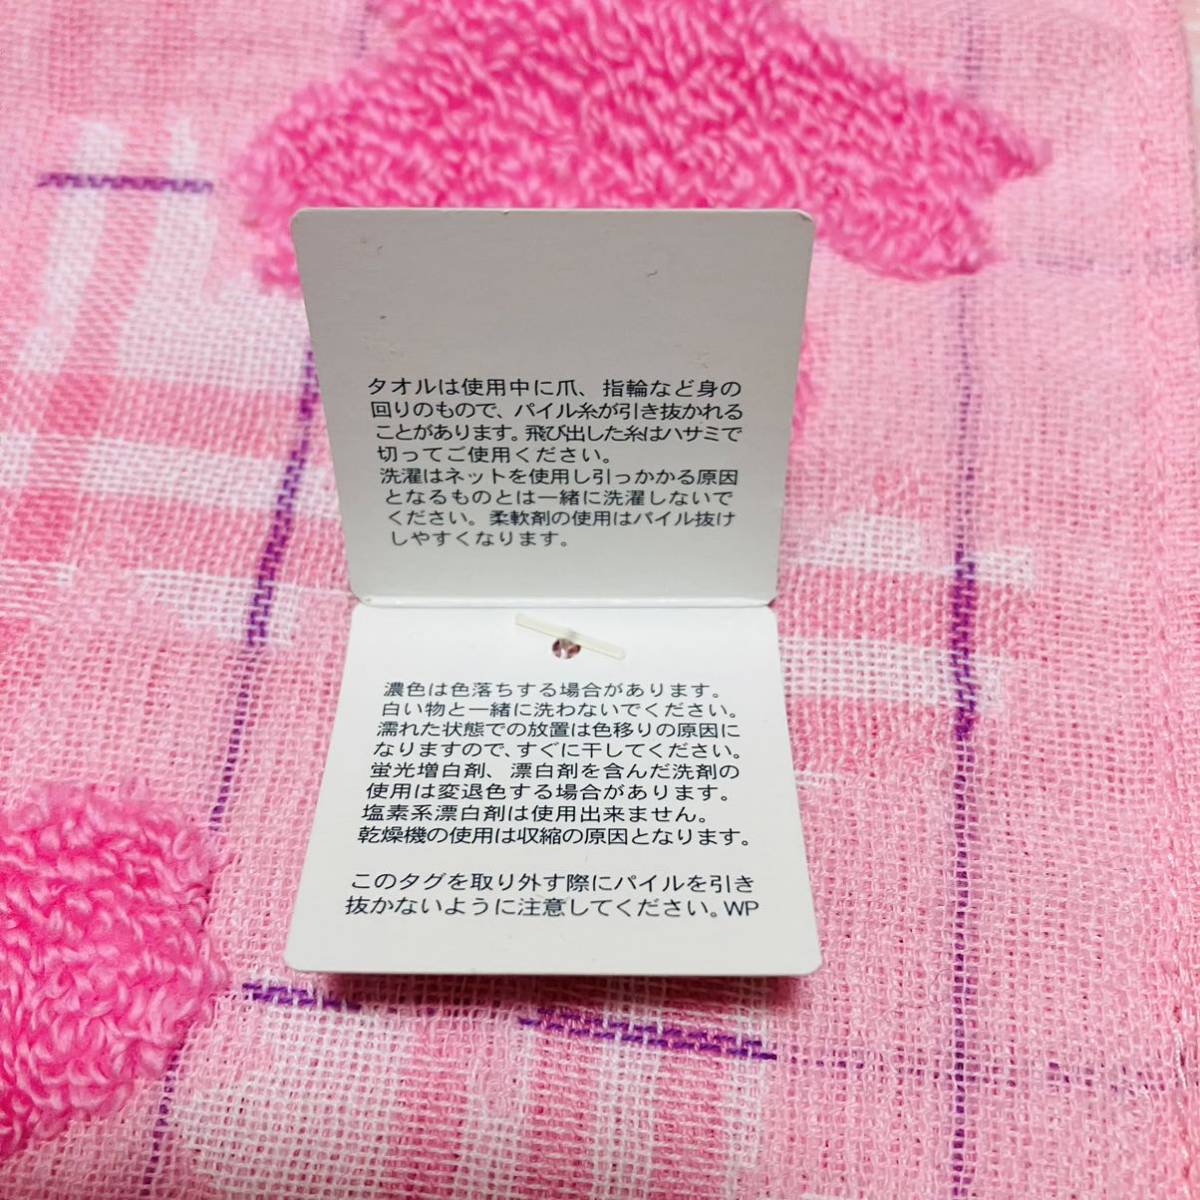 タオルは使用中に爪、指輪など身の
回りのもので、パイル糸が引き抜かれる
ことがあります。飛び出した糸はハサミで
切ってご使用ください。
洗濯はネットを使用し引っかかる原因
となるものとは一緒に洗濯しないで
ください。柔軟剤の使用はパイル抜け
しやすくなります。
濃色は色落ちする場合があります。
白い物と一緒に洗わないでください。
濡れた状態での放置は色移りの原因に
なりますので、すぐに干してください。
蛍光増白剤、漂白剤を含んだ洗剤の
使用は変退色する場合があります。
塩素系漂白剤は使用出来ません。
乾燥機の使用は収縮の原因となります。
このタグを取り外す際にパイルを引き
抜かないように注意してください。WP